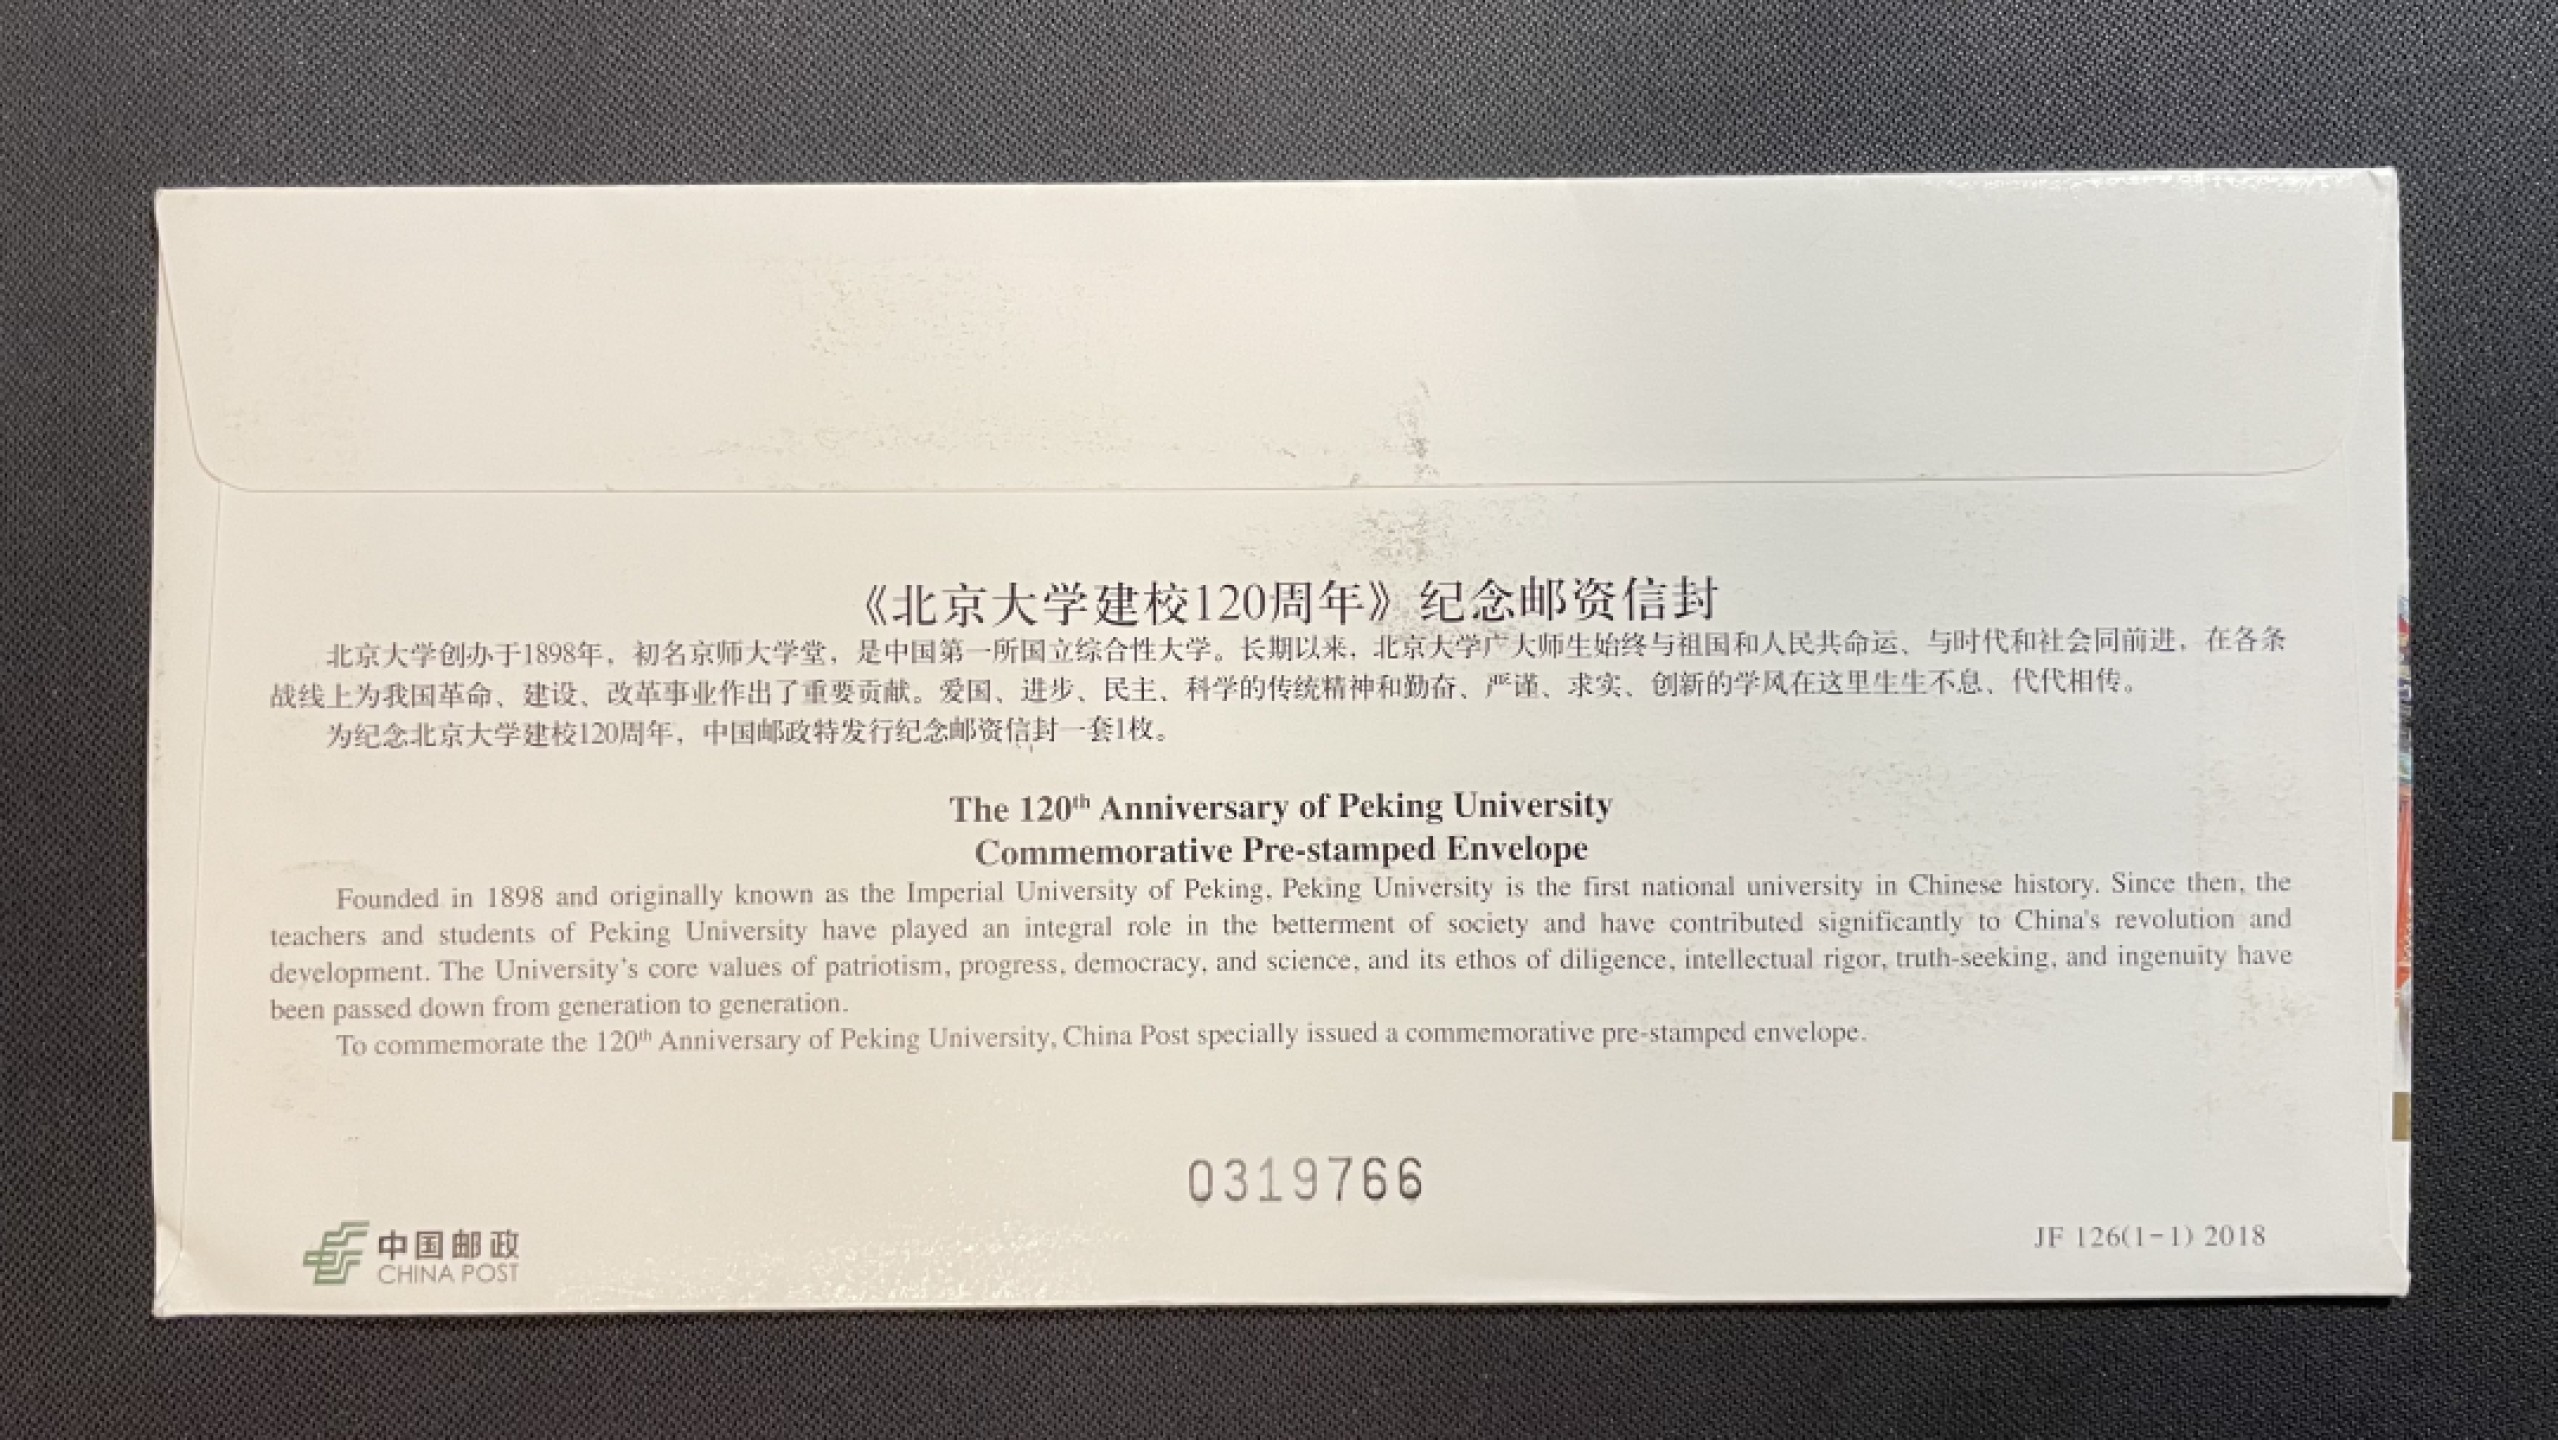 《北京大学建校120周年》纪念邮资信封
北京大学创办于1898年，初名京师大学堂，是中国第一所国立综合性大学。长期以来，北京大学广大师生始终与祖国和人民共命运、与时代和社会同前进，在各条
战线上为我国革命、建设、改革事业作出了重要贡献。爱国、进步、民主、科学的传统精神和勤奋、严谨、求实、创新的学风在这里生生不息、代代相传。
为纪念北京大学建校120周年，中国邮政特发行纪念邮资信封一套1枚。
The 120th Anniversary of Peking University
Commemorative Pre-stamped Envelope
Founded in 1898 and originally known as the Imperial University of Peking, Peking University is the first national university in Chinese history. Since then, the
teachers and students of Peking University have played an integral role in the betterment of society and have contributed significantly to China's revolution and
development. The University's core values of patriotism, progress, democracy, and science, and its ethos of diligence, intellectual rigor, truth-seeking, and ingenuity have
been passed down from generation to generation.
To commemorate the 120th Anniversary of Peking University, China Post specially issued a commemorative pre-stamped envelope.
0319766
中国邮政
CHINA POST
JF 126(1-1) 2018